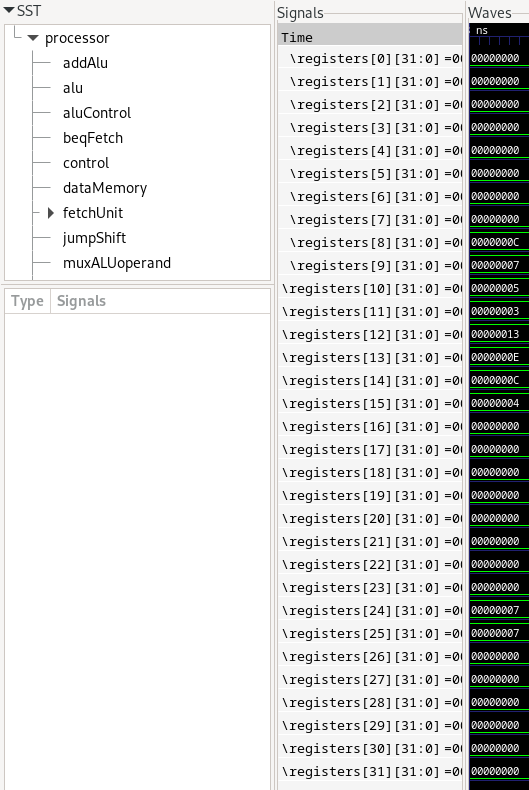 SST
processor
addAlu
alu
aluControl
beqFetch
control
dataMemory
fetchUnit
jumpShift
muxALUoperand
Type Signals
Signals
Time
\registers[0][31:0] =00
\registers[1][31:0] =00
\registers[2][31:0] =00
\registers[3][31:0] =00
\registers[4][31:0] =00
\registers[5][31:0] =00
\registers[6][31:0] =00
\registers[7][31:0] =00
\registers[8][31:0] =00
\registers[9][31:0] =00
\registers[10][31:0] =00
\registers[11][31:0] =00
\registers[12][31:0] =00
\registers[13][31:0] =00
\registers[14][31:0] =00
\registers[15][31:0] =00
\registers[16][31:0] =00
\registers[17][31:0] =00
\registers[18][31:0] =00
\registers[19][31:0] =00
\registers[20][31:0] =00
\registers[21][31:0] =00
\registers[22][31:0] =00
\registers[23][31:0] =00
\registers[24][31:0] =00
\registers[25][31:0] =00
\registers[26][31:0] =00
\registers[27][31:0] =00
\registers[28][31:0] =00
\registers[29][31:0] =00
\registers[30][31:0] =00
\registers[31][31:0] =00
Waves
ns
00000000
00000000
00000000
00000000
00000000
00000000
00000000
00000000
0000000C
00000007
00000005
00000003
00000013
0000000E
0000000C
00000004
00000000
00000000
00000000
00000000
00000000
00000000
00000000
00000000
00000007
00000007
00000000
00000000
00000000
00000000
00000000
00000000